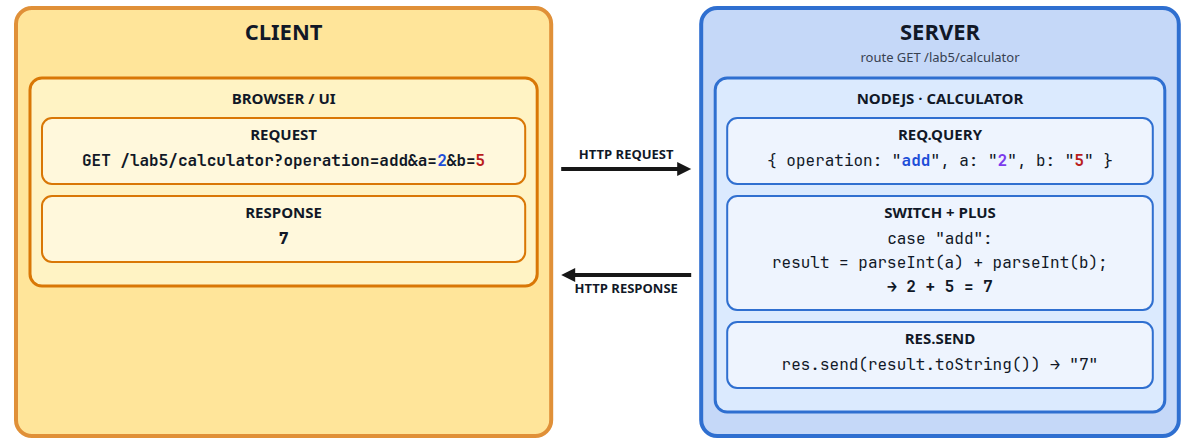 CLIENT
BROWSER / UI
REQUEST
GET /lab5/calculator?operation=add&a=2&b=5
RESPONSE
7
HTTP REQUEST
HTTP RESPONSE
SERVER
route GET /lab5/calculator
NODEJS · CALCULATOR
REQ.QUERY
{ operation: "add", a: "2", b: "5" }
SWITCH + PLUS
case "add":
result = parseInt(a) + parseInt(b);
→ 2 + 5 = 7
RES.SEND
res.send(result.toString()) → "7"